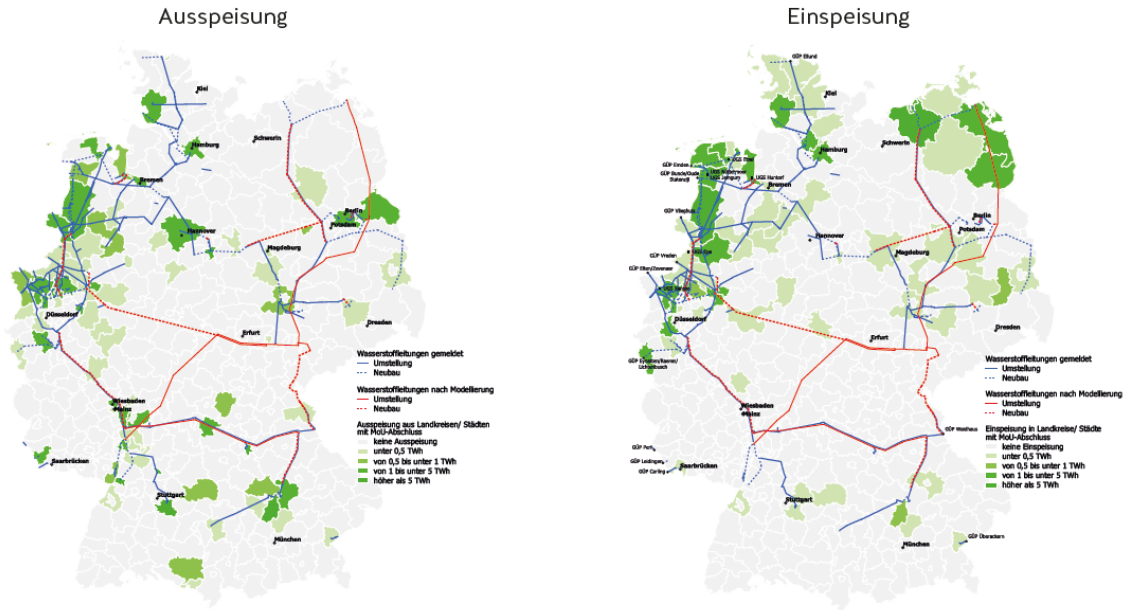 Ausspeisung
Kiel
Hamburg
Schwerin
Bremen
Berlin
Potsdam
Hannover
Magdeburg
Düsseldorf
Erfurt
Dresden
Wiesbaden
Mainz
Saarbrücken
Stuttgart
München
Wasserstoffleitungen gemeldet
Umstellung
Neubau
Wasserstoffleitungen nach Modellierung
Umstellung
Neubau
Ausspeisung aus Landkreisen/ Städten
mit MoU-Abschluss
keine Ausspeisung
unter 0,5 TWh
von 0,5 bis unter 1 TWh
von 1 bis unter 5 TWh
höher als 5 TWh
Einspeisung
GÜP Ellund
Kiel
Hamburg
Schwerin
UGS Etzel
GÜP Emden
GÜP Bunde/Oude
Statenzijl
UGS Jemgum
UGS Huntorf
Bremen
GÜP Vlieghuis
Berlin
Potsdam
Hannover
Magdeburg
UGS Epe
GÜP Vreden
GÜP Elten/Zevenaar
Düsseldorf
Erfurt
Dresden
GÜP Eynatten/Raeren/
Lichtenbusch
Wiesbaden
Mainz
GÜP Waidhaus
GÜP Perl
GÜP Leidingen
GÜP Carling
Saarbrücken
Stuttgart
München
GÜP Überackern
Wasserstoffleitungen gemeldet
Umstellung
Neubau
Wasserstoffleitungen nach Modellierung
Umstellung
Neubau
Einspeisung in Landkreise/ Städte
mit MoU-Abschluss
keine Einspeisung
unter 0,5 TWh
von 0,5 bis unter 1 TWh
von 1 bis unter 5 TWh
höher als 5 TWh